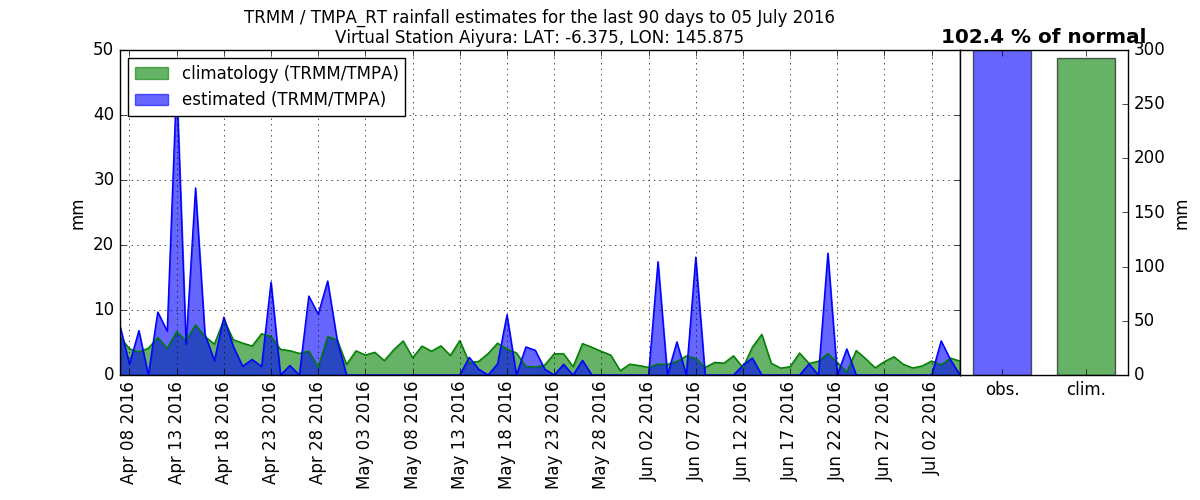 TRMM / TMPA_RT rainfall estimates for the last 90 days to 05 July 2016
Virtual Station Aiyura: LAT: -6.375, LON: 145.875
102.4 % of normal
climatology (TRMM/TMPA)
estimated (TRMM/TMPA)
50
40
30
20
10
0
mm
300
250
200
150
100
50
0
mm
obs.
clim.
Apr 08 2016
Apr 13 2016
Apr 18 2016
Apr 23 2016
Apr 28 2016
May 03 2016
May 08 2016
May 13 2016
May 18 2016
May 23 2016
May 28 2016
Jun 02 2016
Jun 07 2016
Jun 12 2016
Jun 17 2016
Jun 22 2016
Jun 27 2016
Jul 02 2016